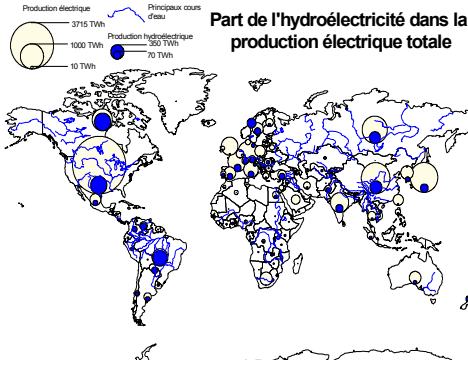 Production électrique
3715 TWh
1000 TWh
10 TWh
Principaux cours
d'eau
Production hydroélectrique
350 TWh
70 TWh
Part de l'hydroélectricité dans la
production électrique totale